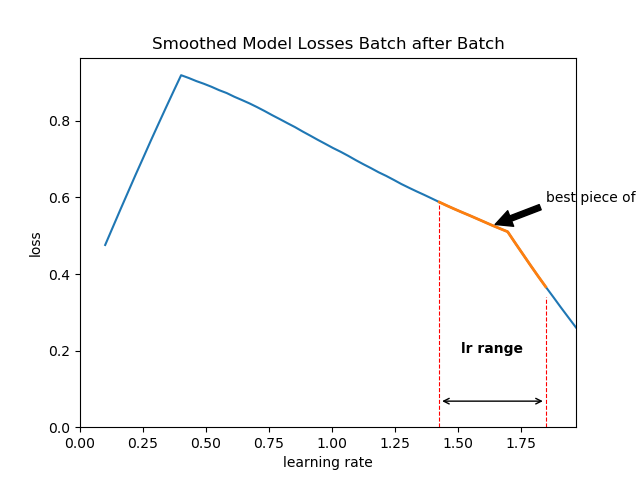 Smoothed Model Losses Batch after Batch
0.8
0.6
0.4
0.2
0.0
loss
best piece of
lr range
0.00 0.25 0.50 0.75 1.00 1.25 1.50 1.75
learning rate